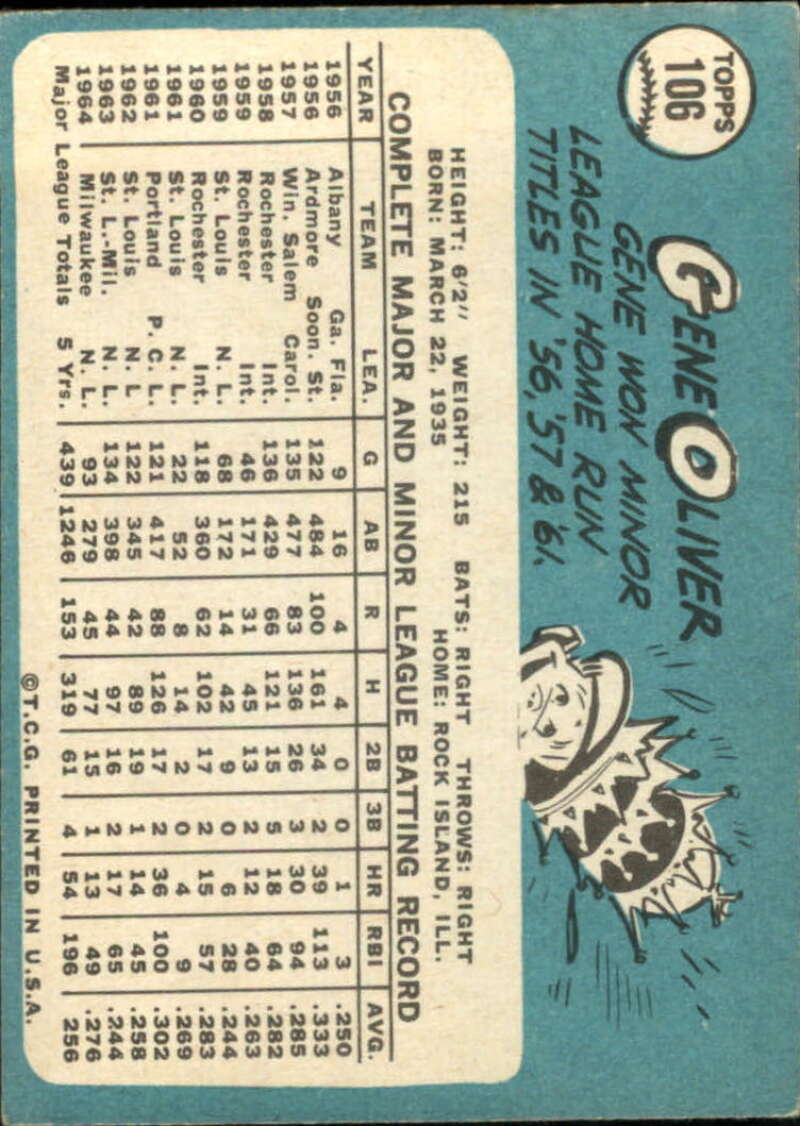 TOPPS
106
GENE OLIVER
GENE WON MINOR
LEAGUE HOME RUN
TITLES IN '56, '57 & '61.
HEIGHT: 6'2" WEIGHT: 215 BATS: RIGHT THROWS: RIGHT
BORN: MARCH 22, 1935 HOME: ROCK ISLAND, ILL.
COMPLETE MAJOR AND MINOR LEAGUE BATTING RECORD
YEAR TEAM LEA. G AB R H 2B 3B HR RBI AVG.
1956 Albany Ga. Fla. 9 16 4 4 0 0 1 3 .250
1956 Ardmore Soon. St. 122 484 100 161 34 2 39 113 .333
1957 Win. Salem Carol. 135 477 83 136 26 3 30 94 .285
1958 Rochester Int. 136 429 66 121 15 5 18 64 .282
1959 Rochester Int. 46 171 31 45 13 2 12 40 .263
1959 St. Louis N. L. 68 172 14 42 9 0 6 28 .244
1960 Rochester Int. 118 360 62 102 17 2 15 57 .283
1961 St. Louis N. L. 22 52 8 14 2 0 4 9 .269
1961 Portland P. C. L. 121 417 88 126 17 2 36 100 .302
1962 St. Louis N. L 122 345 42 89 19 1 14 45 .258
1963 St. L.-Mil. N. L. 134 398 44 97 16 2 17 65 .244
1964 Milwaukee N. L. 93 279 45 77 15 1 13 49 .276
Major League Totals 5 Yrs. 439 1246 153 319 61 4 54 196 256
©T.C.G. PRINTED IN U.S.A.